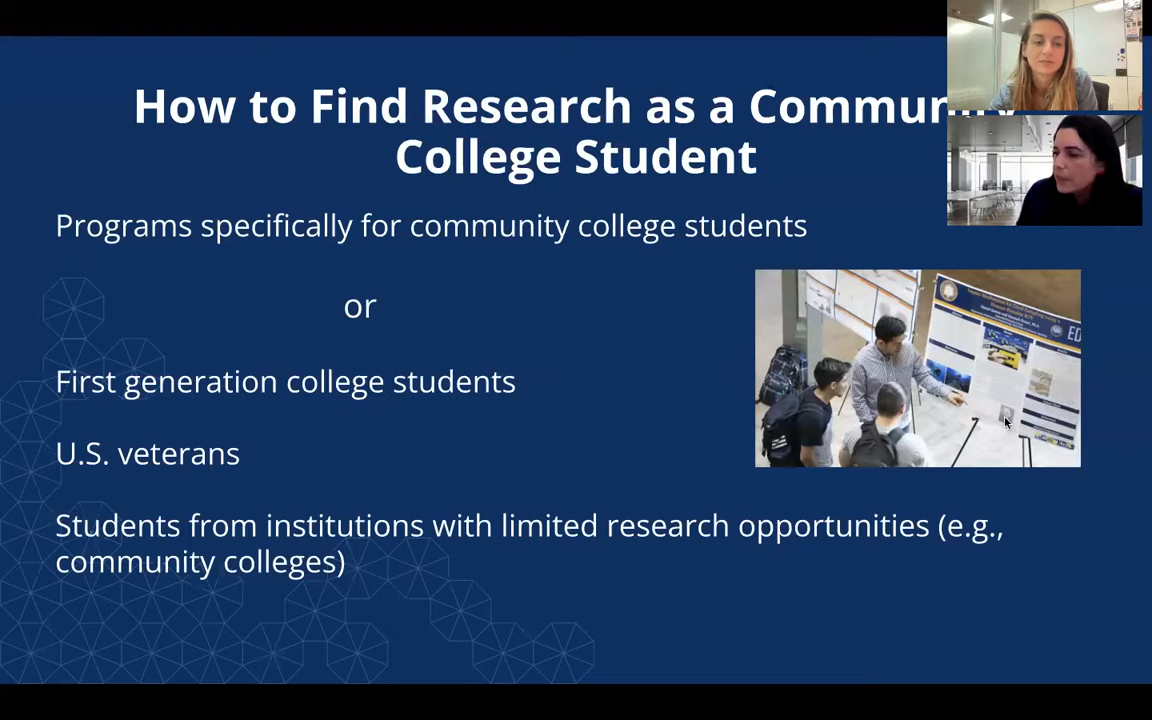 How to Find Research as a Commun
College Student
Programs specifically for community college students
or
First generation college students
U.S. veterans
Students from institutions with limited research opportunities (e.g.,
community colleges)